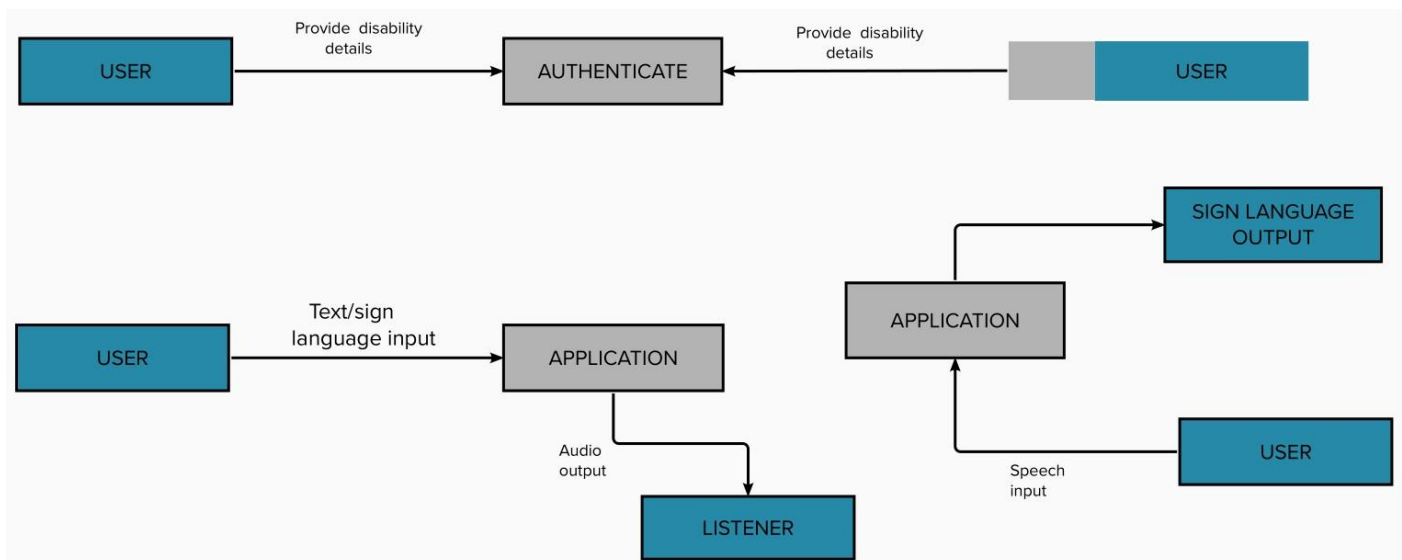 Provide disability
details
Provide disability
details
USER
AUTHENTICATE
USER
SIGN LANGUAGE
OUTPUT
Text/sign
language input
APPLICATION
USER
APPLICATION
Audio
output
Speech
input
USER
LISTENER